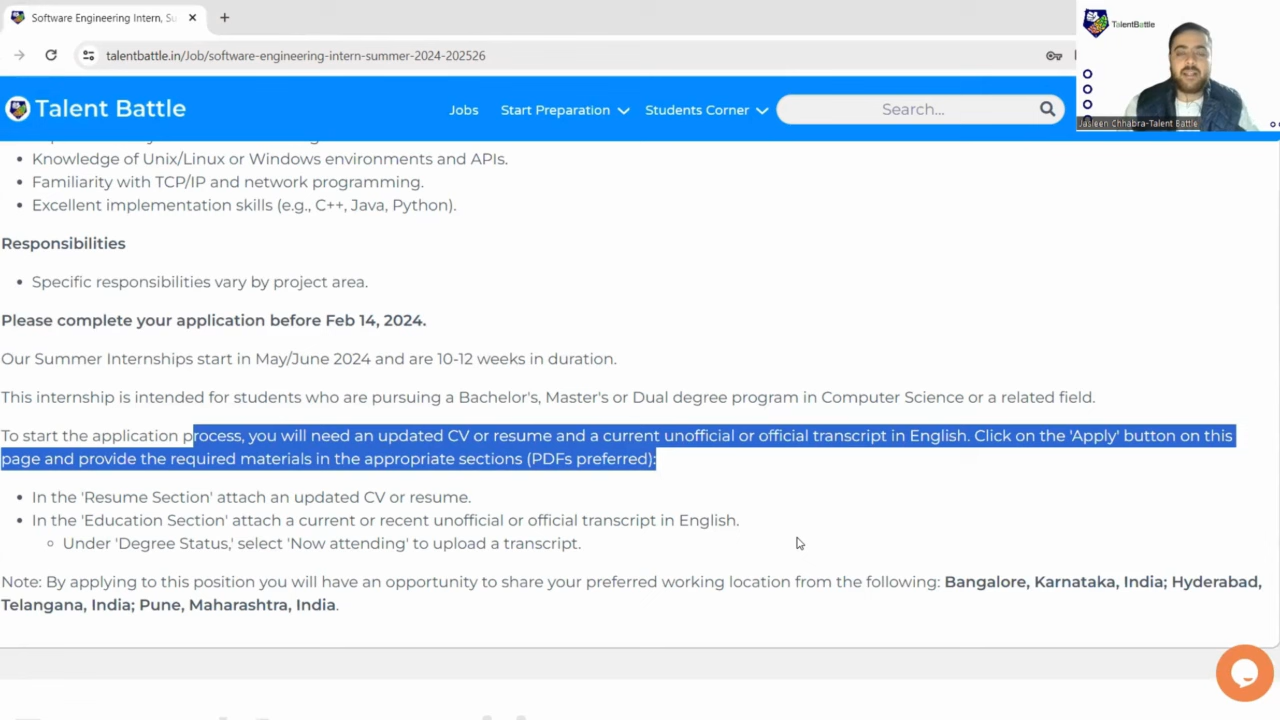 Software Engineering Intern, Su
talentbattle.in/Job/software-engineering-intern-summer-2024-202526
TalentBattle
Jasleen Chhabra-Talent Battle
Talent Battle
Jobs
Start Preparation
Students Corner
Search...
Knowledge of Unix/Linux or Windows environments and APIs.
Familiarity with TCP/IP and network programming.
Excellent implementation skills (e.g., C++, Java, Python).
Responsibilities
Specific responsibilities vary by project area.
Please complete your application before Feb 14, 2024.
Our Summer Internships start in May/June 2024 and are 10-12 weeks in duration.
This internship is intended for students who are pursuing a Bachelor's, Master's or Dual degree program in Computer Science or a related field.
To start the application process, you will need an updated CV or resume and a current unofficial or official transcript in English. Click on the 'Apply' button on this
page and provide the required materials in the appropriate sections (PDFs preferred):
In the 'Resume Section' attach an updated CV or resume.
In the 'Education Section' attach a current or recent unofficial or official transcript in English.
Under 'Degree Status,' select 'Now attending' to upload a transcript.
Note: By applying to this position you will have an opportunity to share your preferred working location from the following: Bangalore, Karnataka, India; Hyderabad,
Telangana, India; Pune, Maharashtra, India.